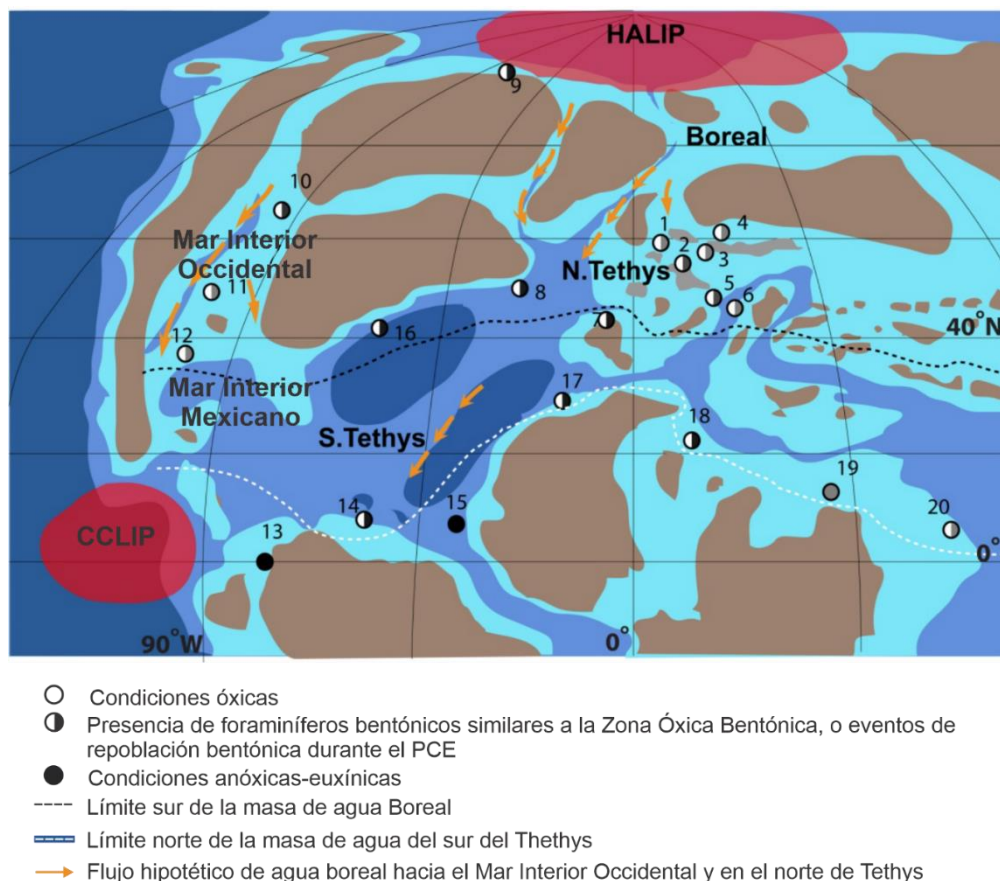 HALIP
9
Boreal
10
1
4
Mar Interior
Occidental
2
3
N.Tethys
11
8
5
6
7
40°N
12
16
Mar Interior
Mexicano
17
S.Tethys
18
19
14
15
20
13
CCLIP
0°
90°W
0°
Condiciones óxicas
Presencia de foraminíferos bentónicos similares a la Zona Óxica Bentónica, o eventos de
repoblación bentónica durante el PCE
Condiciones anóxicas-euxínicas
Límite sur de la masa de agua Boreal
Límite norte de la masa de agua del sur del Thethys
Flujo hipotético de agua boreal hacia el Mar Interior Occidental y en el norte de Tethys